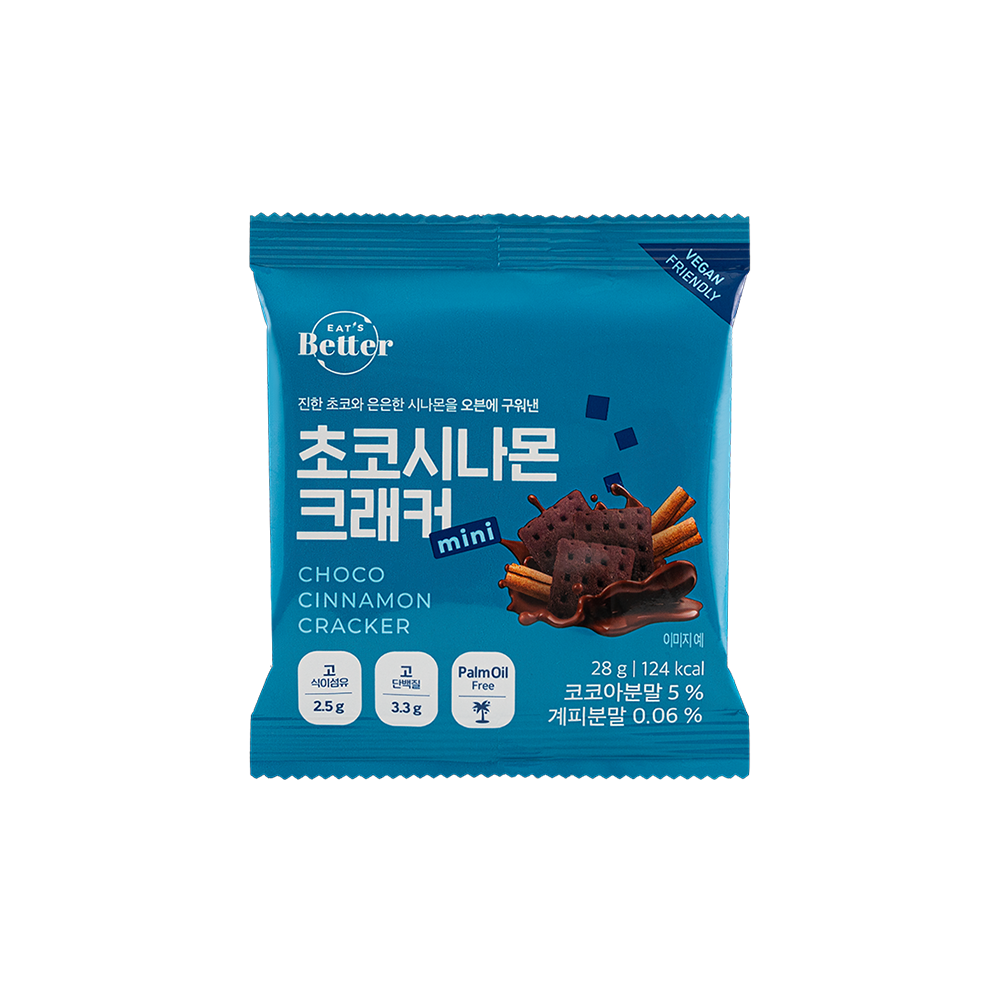 VEGAN
FRIENDLY
EAT'S
Better
진한 초코와 은은한 시나몬을 오븐에 구워낸
초코시나몬
크래커
mini
CHOCO
CINNAMON
CRACKER
이미지 예
고
식이섬유
2.5 g
고
단백질
3.3 g
Palm Oil
Free
28 g | 124 kcal
코코아분말 5 %
계피분말 0.06 %